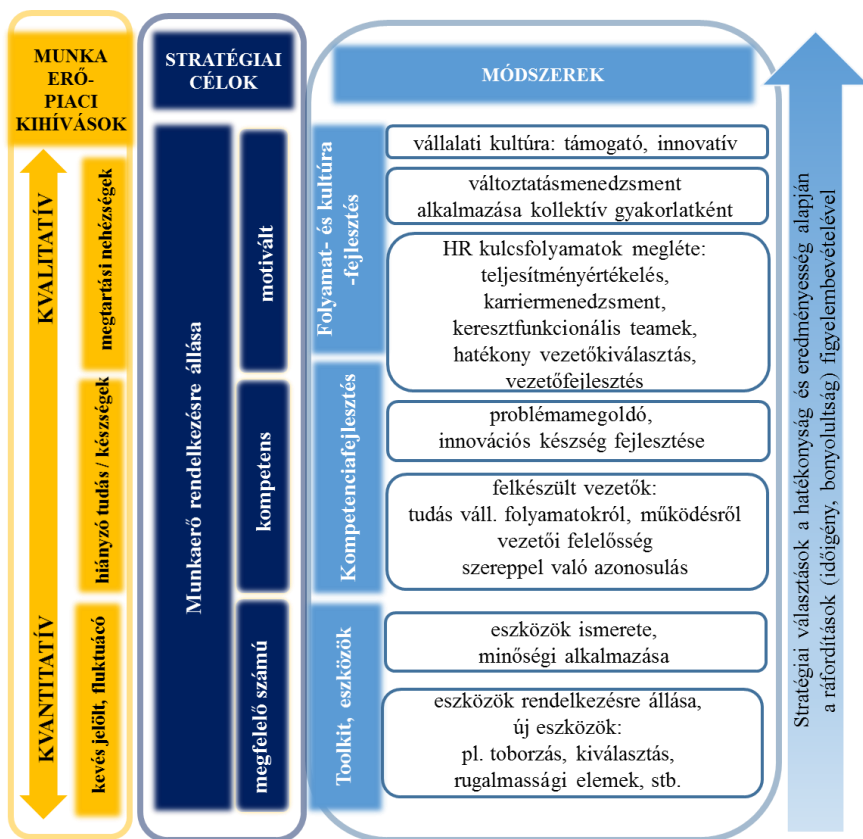 MUNKA
ERŐ-
PIACI
KIHÍVÁSOK
KVALITATÍV
KVANTITATÍV
megtartási nehézségek
hiányzó tudás / készségek
kevés jelölt, fluktuácó
STRATÉGIAI
CÉLOK
Munkaerő rendelkezésre állása
motivált
kompetens
megfelelő számú
MÓDSZEREK
Folyamat- és kultúra
-fejlesztés
vállalati kultúra: támogató, innovatív
változtatásmenedzsment
alkalmazása kollektív gyakorlatként
HR kulcsfolyamatok megléte:
teljesítményértékelés,
karriermenedzsment,
keresztfunkcionális teamek,
hatékony vezetőkiválasztás,
vezetőfejlesztés
Kompetenciafejlesztés
problémamegoldó,
innovációs készség fejlesztése
felkészült vezetők:
tudás váll. folyamatokról, működésről
vezetői felelősség
szereppel való azonosulás
Toolkit, eszközök
eszközök ismerete,
minőségi alkalmazása
eszközök rendelkezésre állása,
új eszközök:
pl. toborzás, kiválasztás,
rugalmassági elemek, stb.
Stratégiai választások a hatékonyság és eredményesség alapján
a ráfordítások (időigény, bonyolultság) figyelembevételével